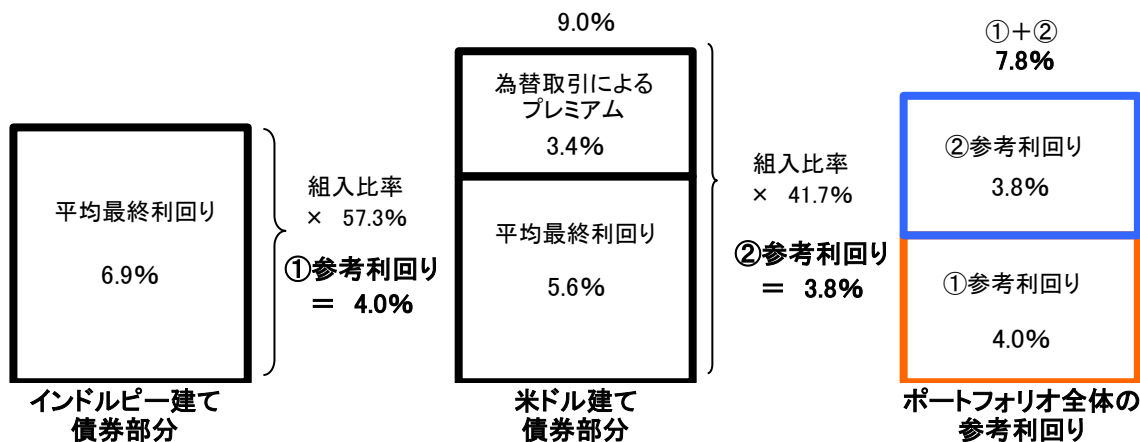 平均最終利回り
6.9%
組入比率
× 57.3%
①参考利回り
= 4.0%
インドルピー建て
債券部分
9.0%
為替取引による
プレミアム
3.4%
平均最終利回り
5.6%
組入比率
× 41.7%
②参考利回り
= 3.8%
米ドル建て
債券部分
①+②
7.8%
②参考利回り
3.8%
①参考利回り
4.0%
ポートフォリオ全体の
参考利回り